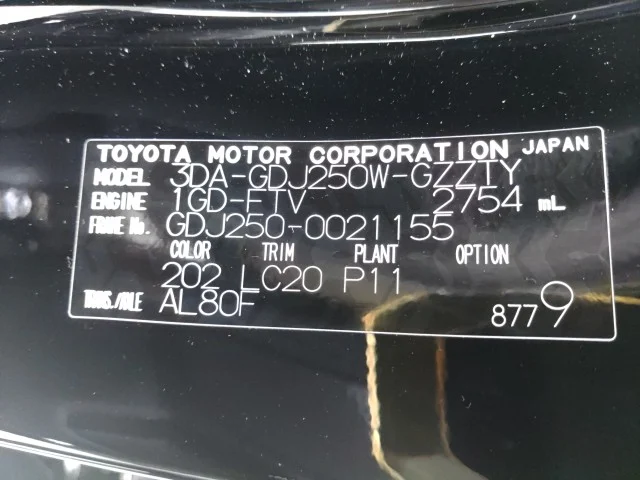 TOYOTA MOTOR CORPORATION JAPAN
MODEL 3DA-GDJ250W-GZZTY
ENGINE 1GD-FTV 2754 mL
FRAME No. GDJ250-0021155
COLOR TRIM PLANT OPTION
202 LC20 P11
TRANS./AXLE AL80F
8779